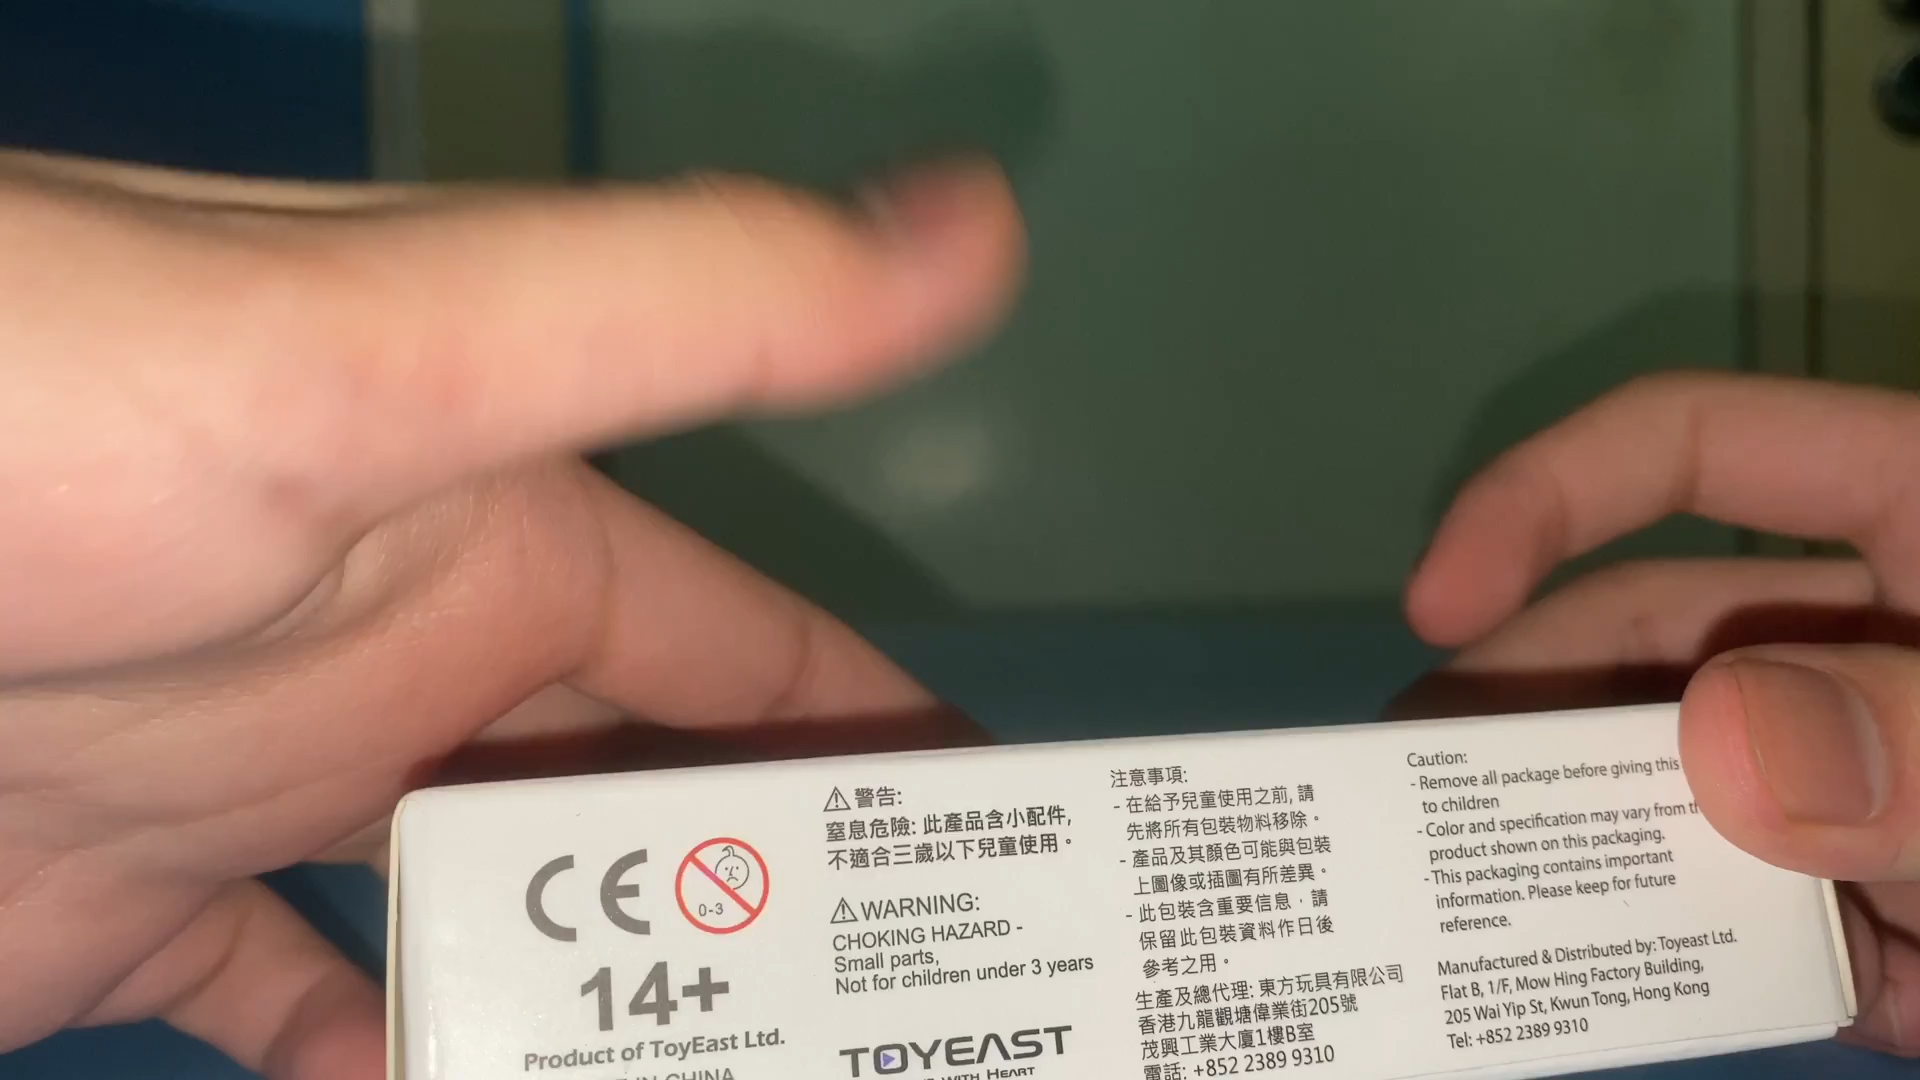 CE
0-3
14+
Product of ToyEast Ltd.
IN CHINA
⚠警告:
窒息危險: 此產品含小配件,
不適合三歲以下兒童使用。
⚠WARNING:
CHOKING HAZARD -
Small parts,
Not for children under 3 years
TOYEAST
WITH HEART
注意事項:
- 在給予兒童使用之前, 請
先將所有包裝物料移除。
- 產品及其顏色可能與包裝
上圖像或插圖有所差異。
- 此包裝含重要信息，請
保留此包裝資料作日後
參考之用。
生產及總代理: 東方玩具有限公司
香港九龍觀塘偉業街205號
茂興工業大廈1樓B室
電話: +852 2389 9310
Caution:
- Remove all package before giving this
to children
- Color and specification may vary from
product shown on this packaging.
- This packaging contains important
information. Please keep for future
reference.
Manufactured & Distributed by: Toyeast Ltd.
Flat B, 1/F, Mow Hing Factory Building,
205 Wai Yip St, Kwun Tong, Hong Kong
Tel: +852 2389 9310